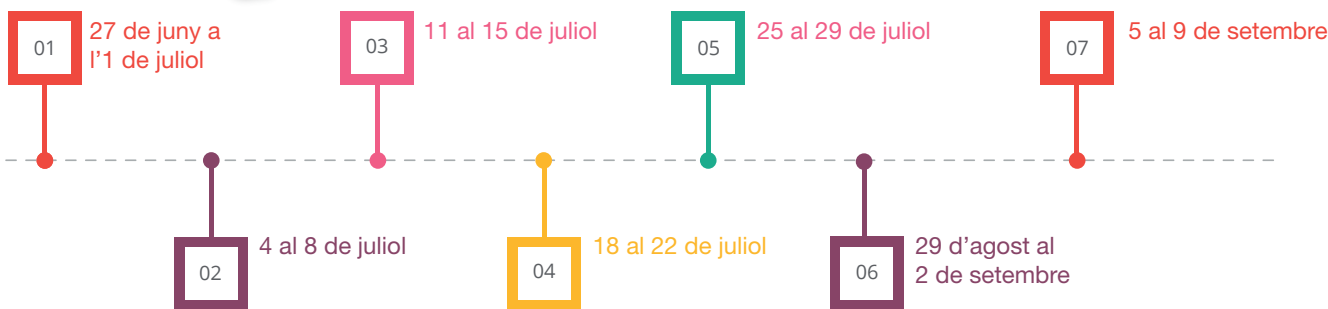 01
27 de juny a
l’1 de juliol
02
4 al 8 de juliol
03
11 al 15 de juliol
04
18 al 22 de juliol
05
25 al 29 de juliol
06
29 d’agost al
2 de setembre
07
5 al 9 de setembre